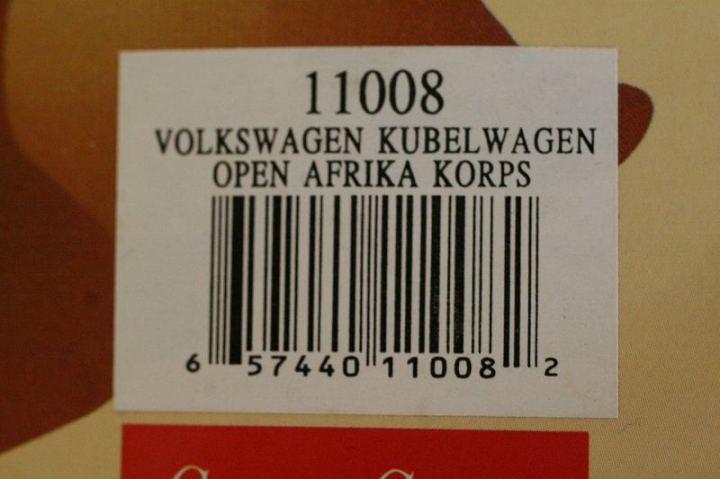 11008
VOLKSWAGEN KUBELWAGEN
OPEN AFRIKA KORPS
6 57440 11008 2